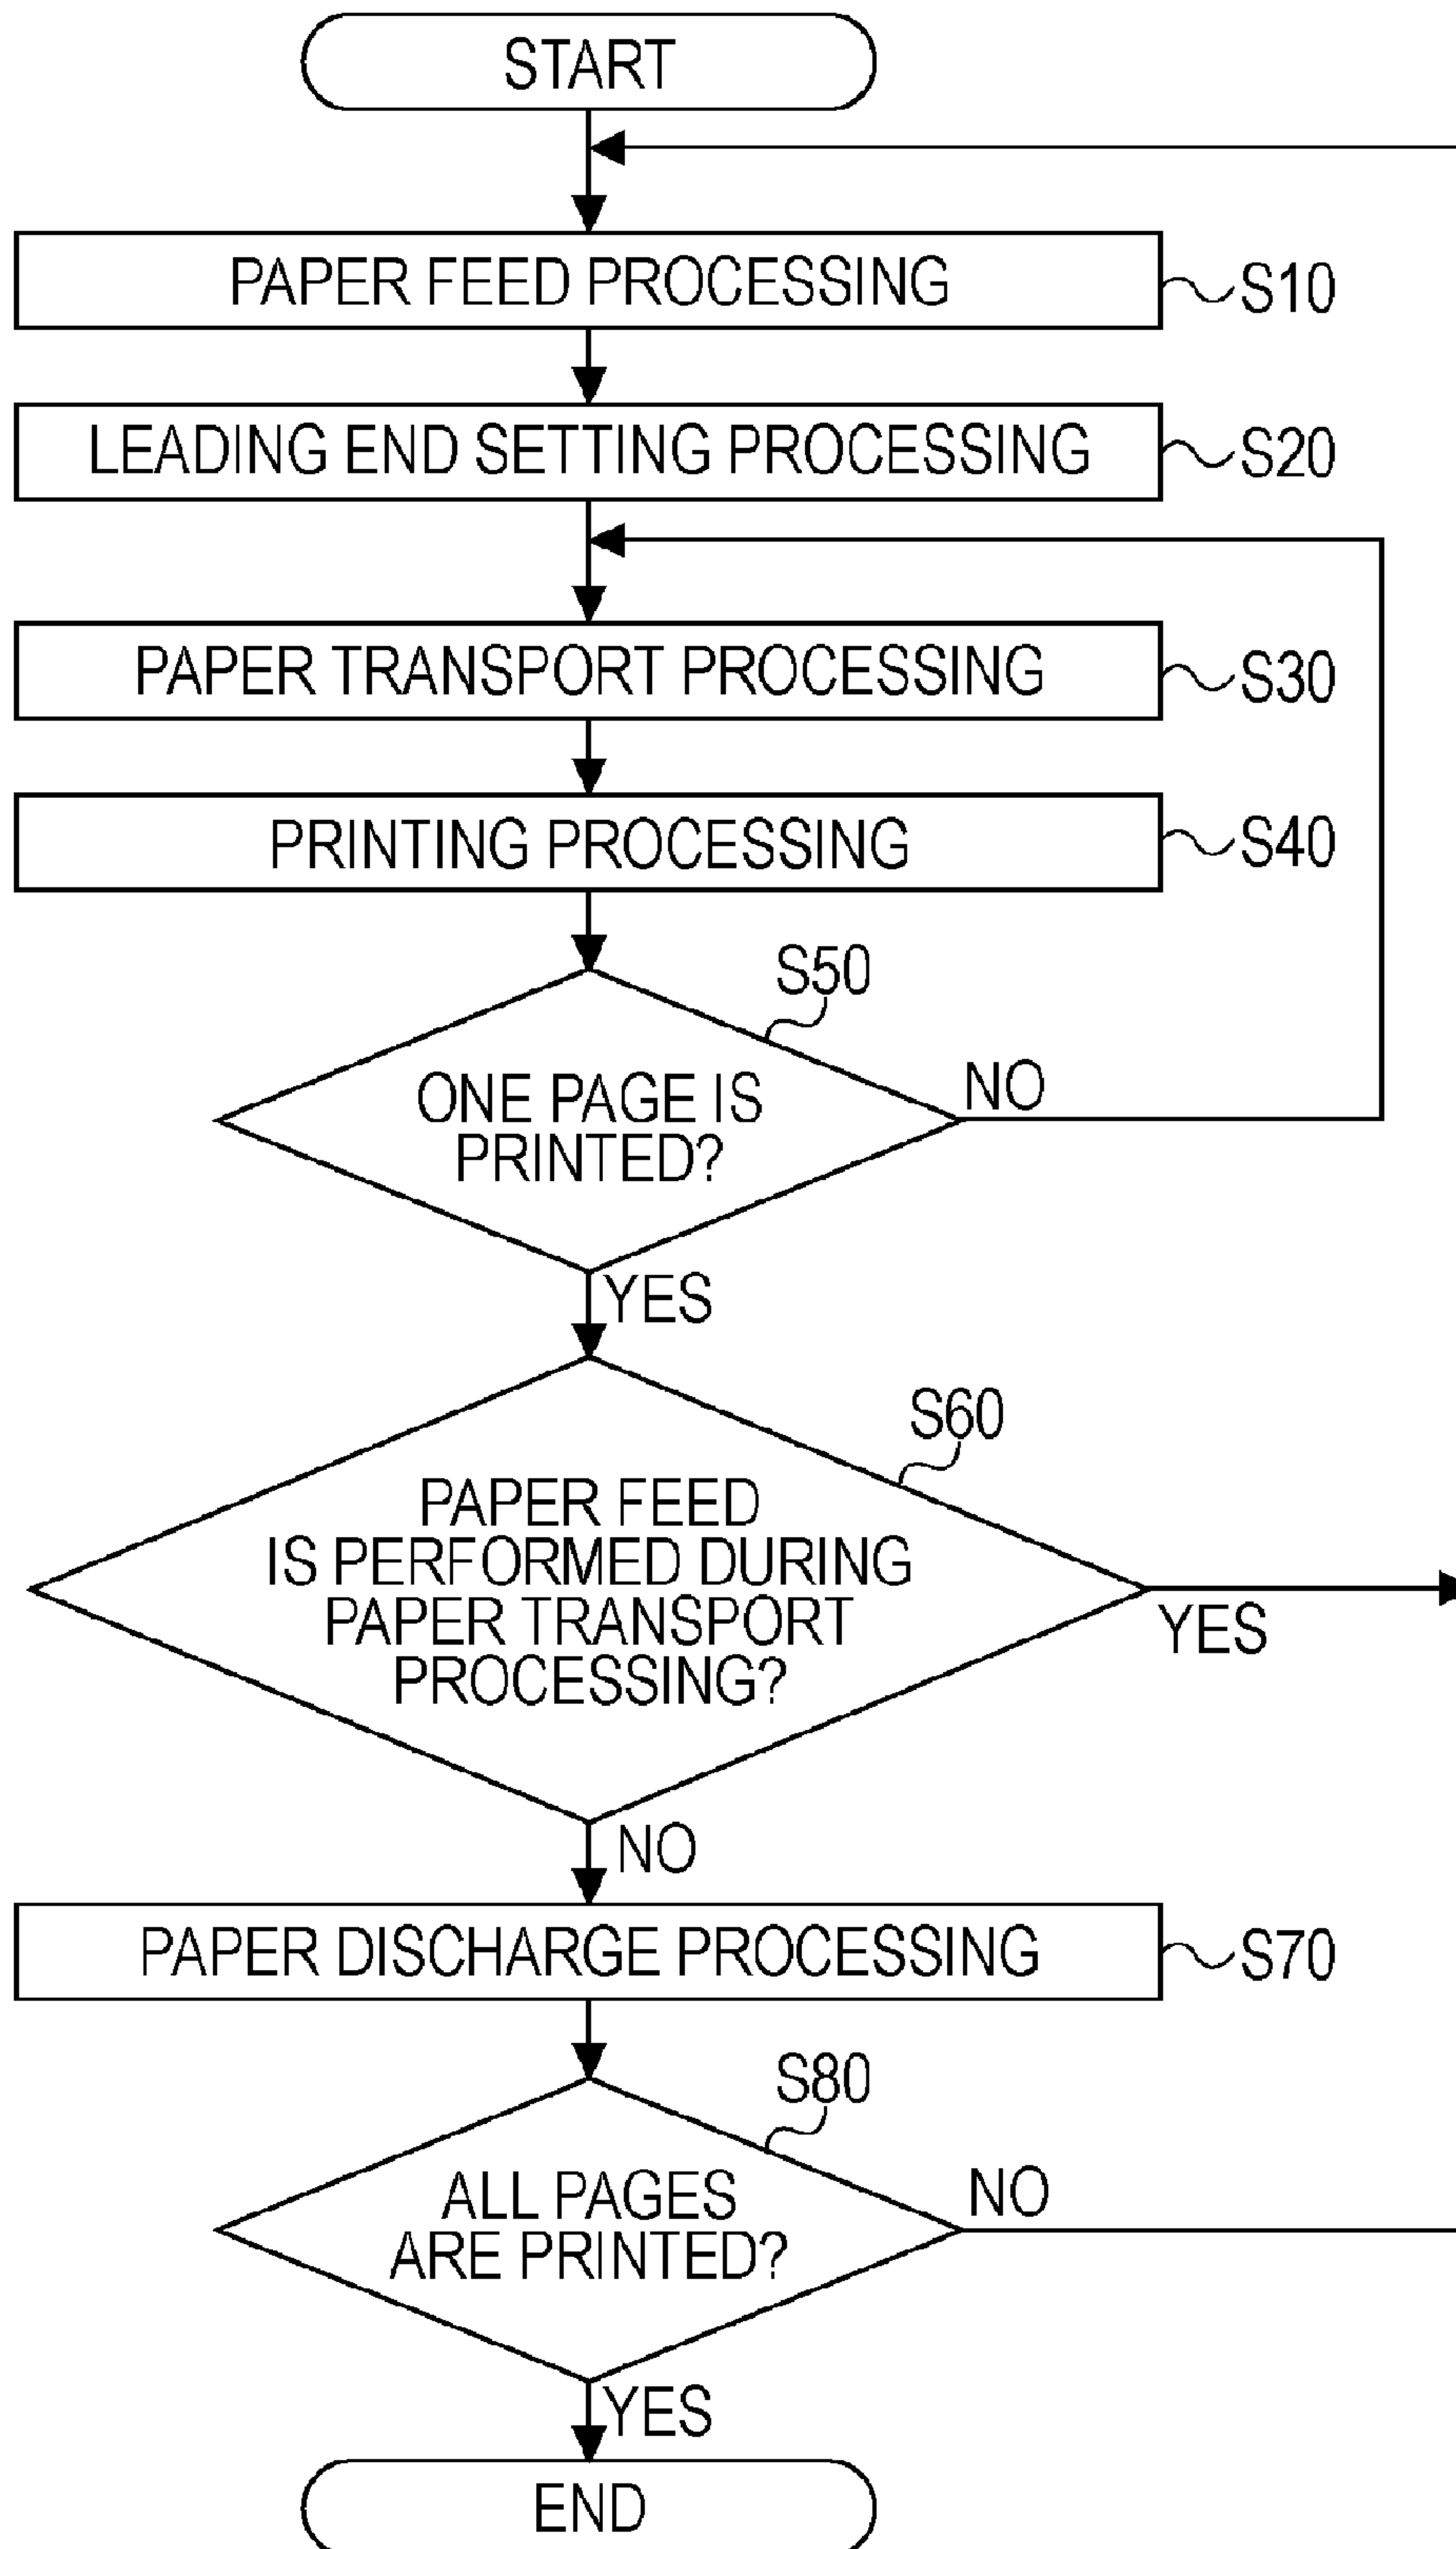 START
PAPER FEED PROCESSING
S10
LEADING END SETTING PROCESSING
S20
PAPER TRANSPORT PROCESSING
S30
PRINTING PROCESSING
S40
S50
ONE PAGE IS
PRINTED?
NO
YES
S60
PAPER FEED
IS PERFORMED DURING
PAPER TRANSPORT
PROCESSING?
YES
NO
PAPER DISCHARGE PROCESSING
S70
S80
ALL PAGES
ARE PRINTED?
NO
YES
END